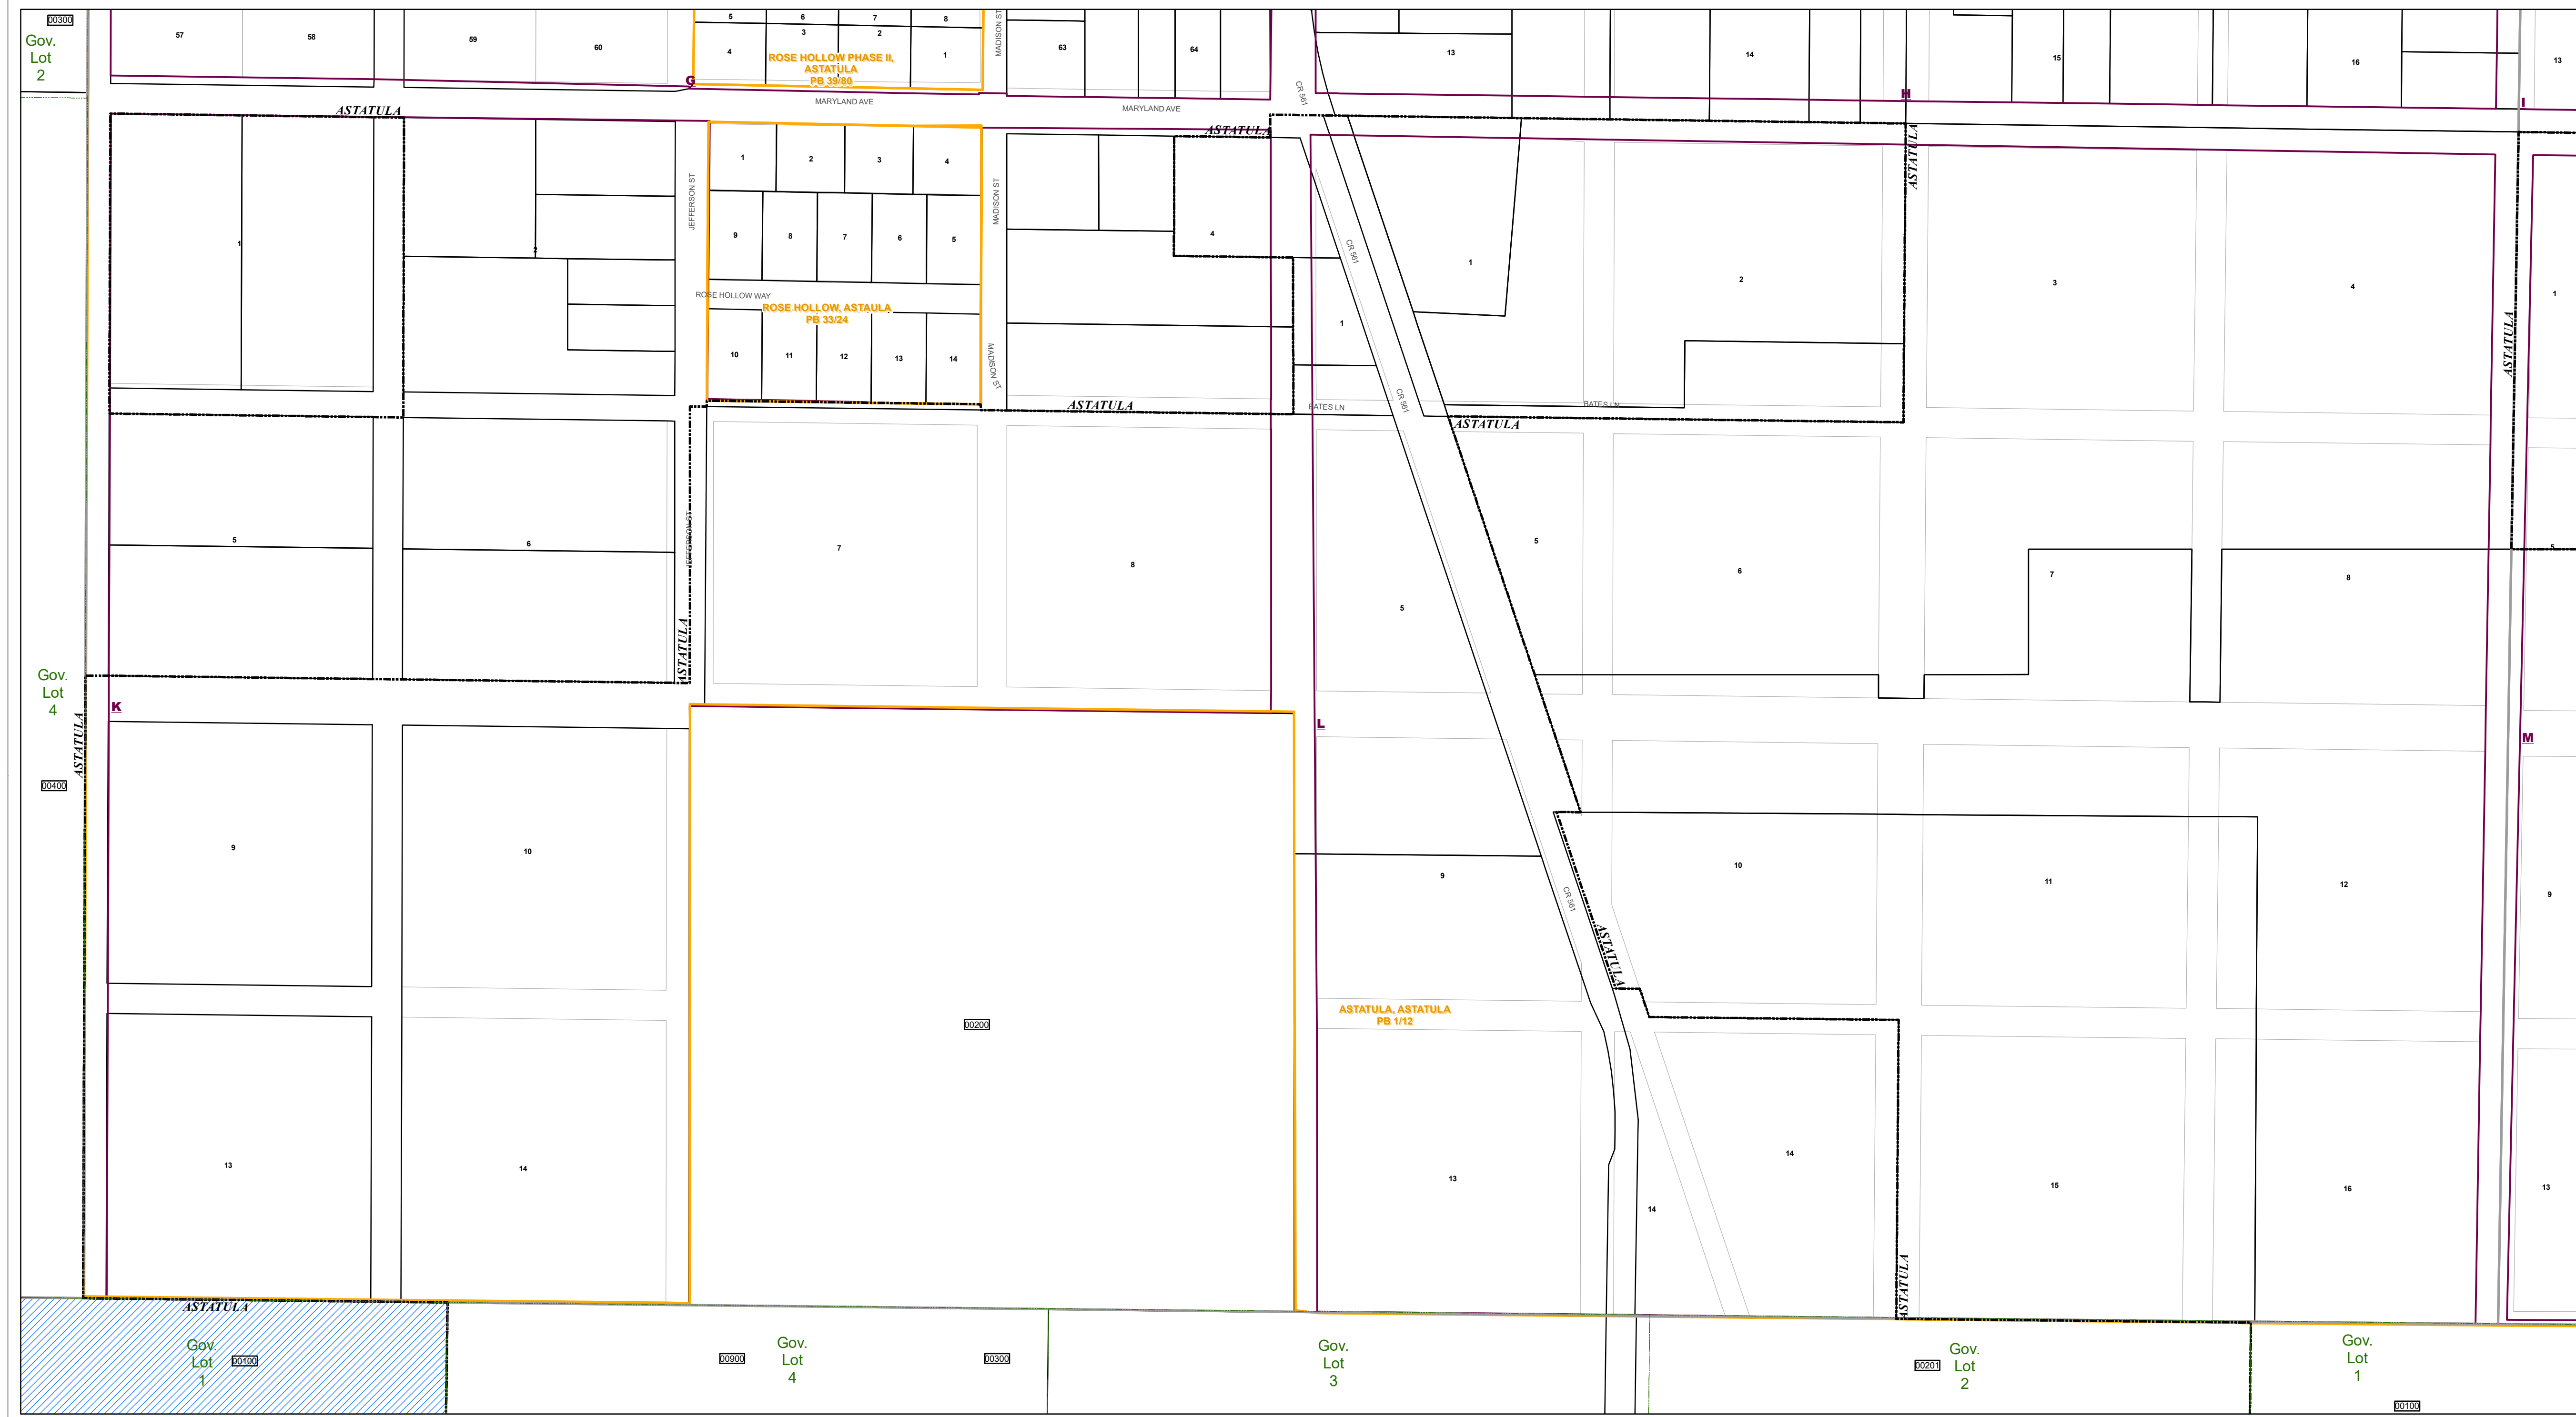 00300
5
6
7
8
MADISON ST
Gov.
Lot
2
57
58
59
60
4
3
2
1
63
64
13
14
15
16
13
ROSE HOLLOW PHASE II,
ASTATULA
PB 39/80
G
MARYLAND AVE
MARYLAND AVE
CR 561
H
I
ASTATULA
ASTATULA
ASTATULA
1
2
3
4
JEFFERSON ST
MADISON ST
1
2
9
8
7
6
5
4
CR 561
1
2
3
4
1
ROSE HOLLOW WAY
ROSE HOLLOW, ASTAULA
PB 33/24
1
ASTATULA
10
11
12
13
14
MADISON ST
ASTATULA
BATES LN
CR 561
BATES LN
ASTATULA
5
6
JEFFERSON ST
7
8
5
5
6
7
8
5
ASTATULA
Gov.
Lot
4
K
ASTATULA
L
M
00400
9
10
9
CR 561
10
11
12
9
ASTATULA
00200
ASTATULA, ASTATULA
PB 1/12
13
14
13
14
14
15
16
13
ASTATULA
ASTATULA
Gov.
Lot
1
00100
00900
Gov.
Lot
4
00300
Gov.
Lot
3
00201
Gov.
Lot
2
Gov.
Lot
1
00100